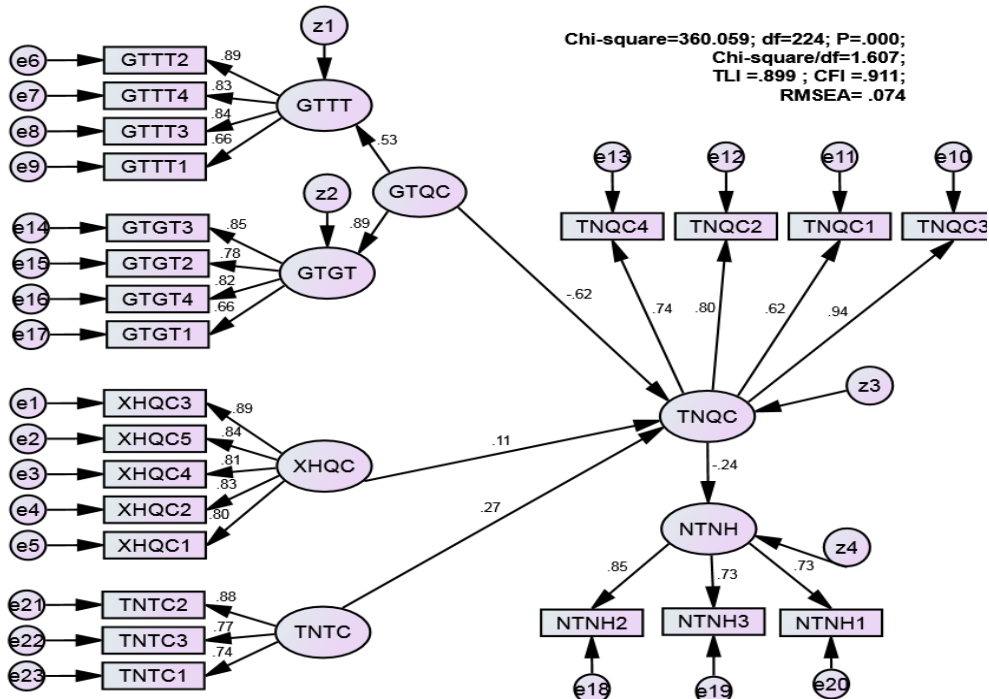 z1
Chi-square=360.059; df=224; P=.000;
Chi-square/df=1.607;
TLI =.899 ; CFI =.911;
RMSEA= .074
e6 GTTT2 .89
e7 GTTT4 .83
GTTT
e8 GTTT3 .84
e9 GTTT1 .66
.53
z2
GTQC
.89
e14 GTGT3 .85
e15 GTGT2 .78
GTGT
e16 GTGT4 .82
e17 GTGT1 .66
e13 e12 e11 e10
TNQC4 TNQC2 TNQC1 TNQC3
-.62
.74 .80 .62 .94
z3
TNQC
e1 XHQC3 .89
e2 XHQC5 .84
XHQC
e3 XHQC4 .81
e4 XHQC2 .83
e5 XHQC1 .80
.11
.27
-.24
NTNH
z4
.85 .73 .73
NTNH2 NTNH3 NTNH1
e18 e19 e20
e21 TNTC2 .88
e22 TNTC3 .77
TNTC
e23 TNTC1 .74